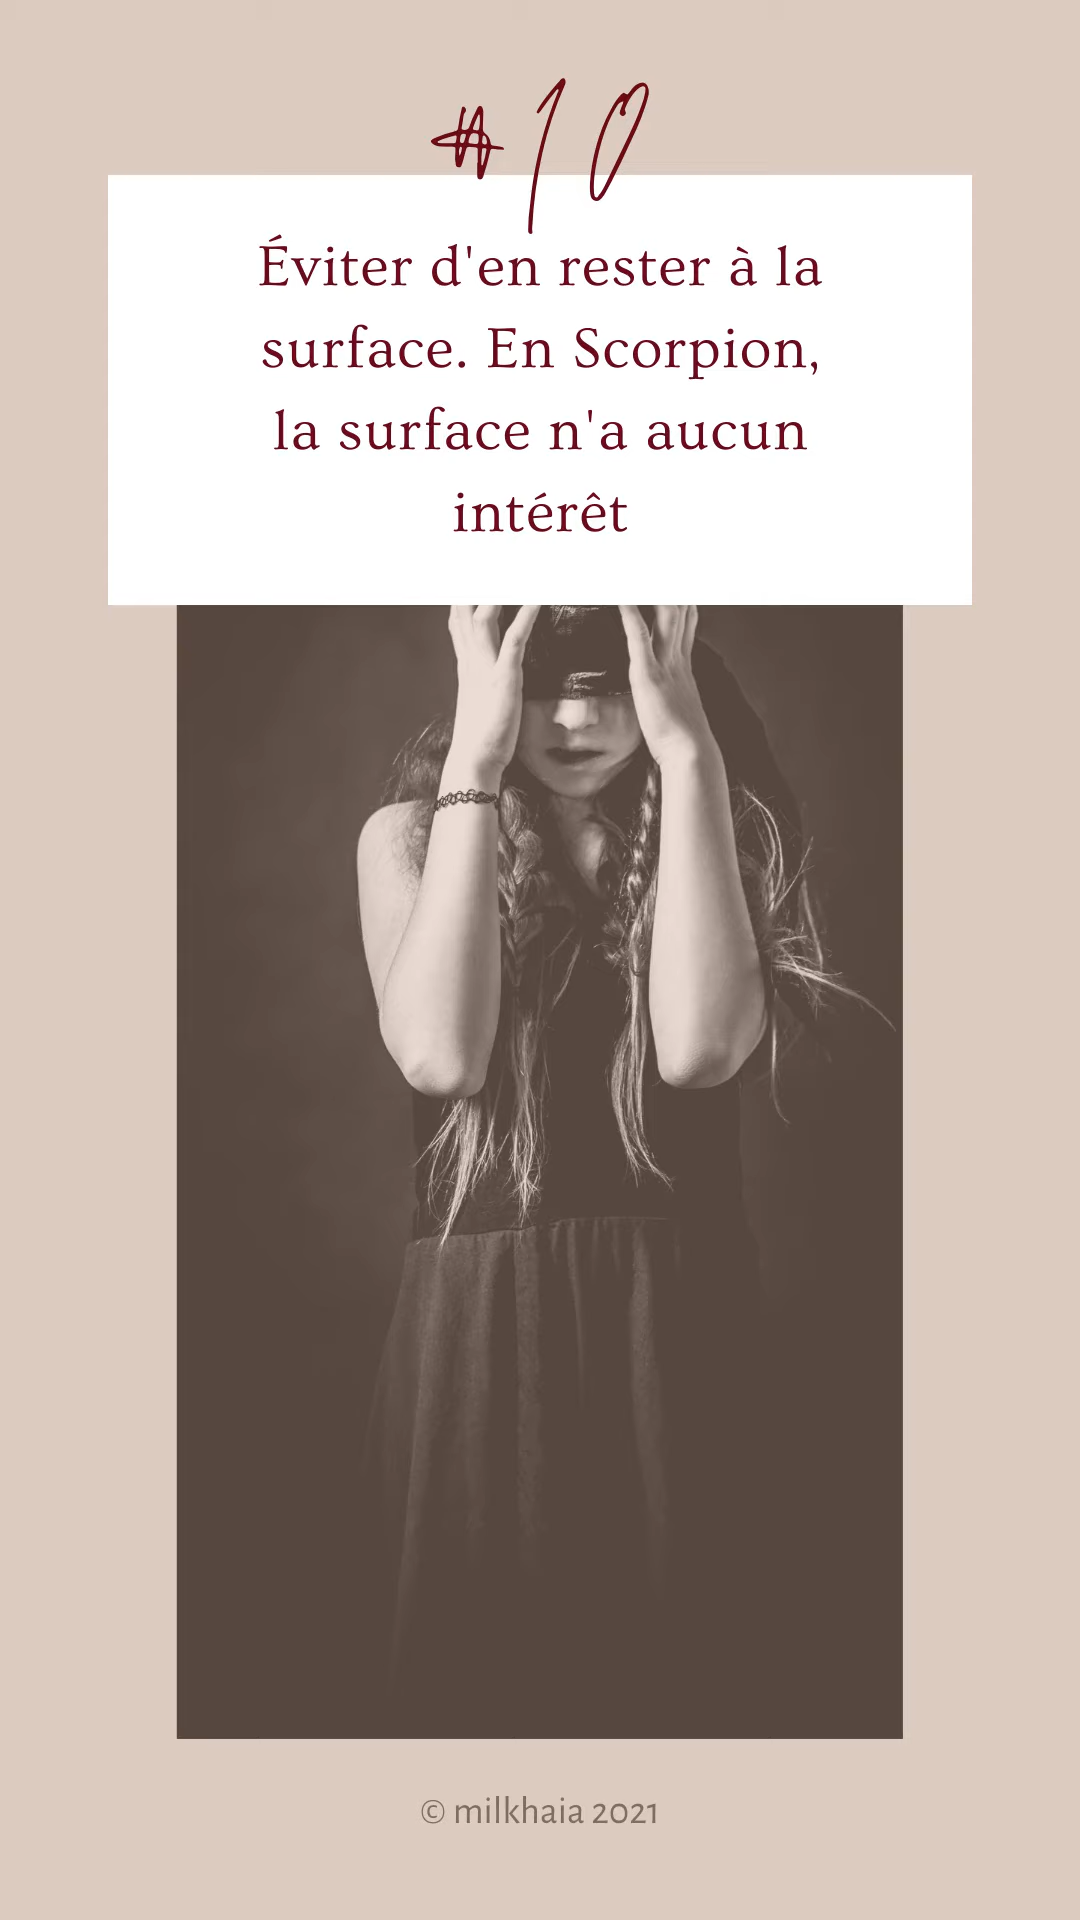 #10
Éviter d'en rester à la
surface. En Scorpion,
la surface n'a aucun
intérêt
© milkhaia 2021